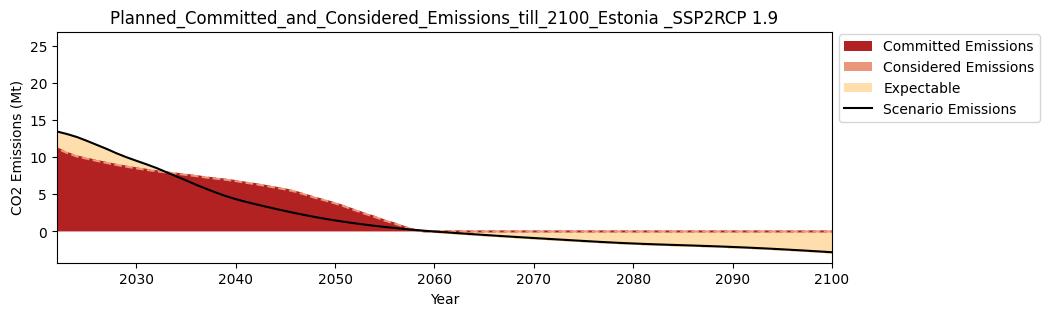 Planned_Committed_and_Considered_Emissions_till_2100_Estonia _SSP2RCP 1.9
CO2 Emissions (Mt)
25
20
15
10
5
0
2030 2040 2050 2060 2070 2080 2090 2100
Year
Committed Emissions
Considered Emissions
Expectable
Scenario Emissions